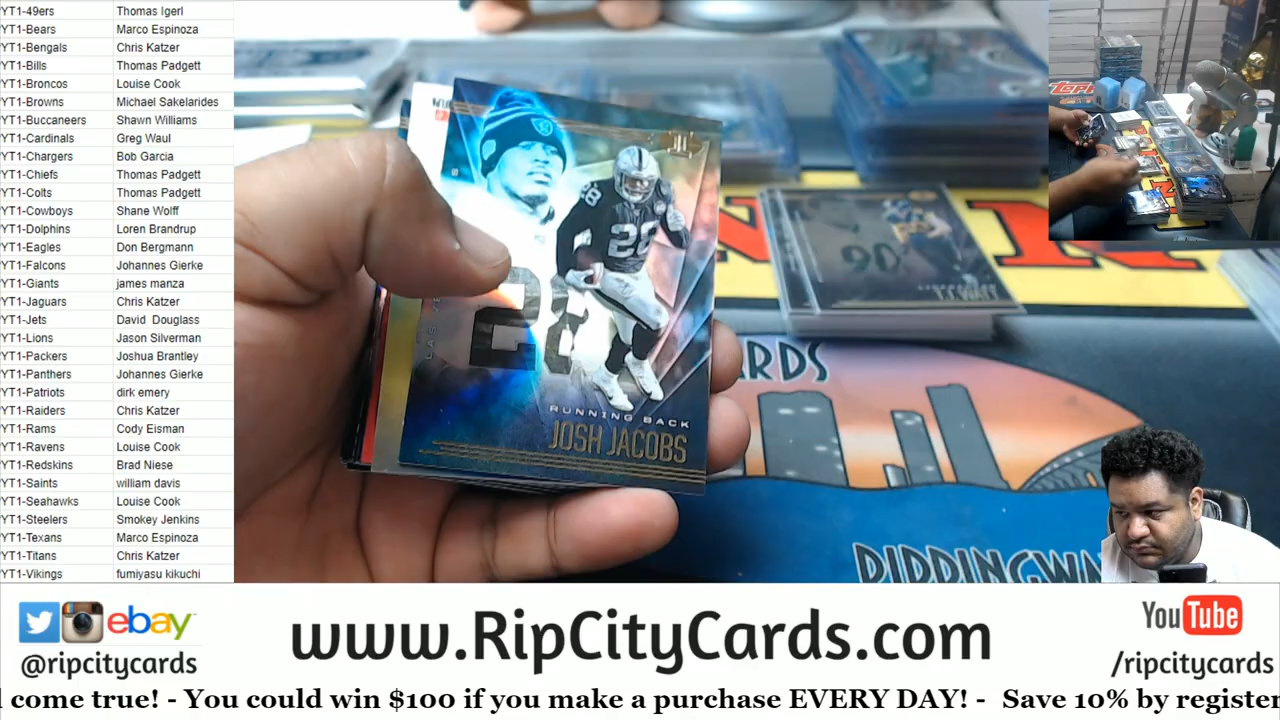 YT1-49ers Thomas Igerl
YT1-Bears Marco Espinoza
YT1-Bengals Chris Katzer
YT1-Bills Thomas Padgett
YT1-Broncos Louise Cook
YT1-Browns Michael Sakelarides
YT1-Buccaneers Shawn Williams
YT1-Cardinals Greg Waul
YT1-Chargers Bob Garcia
YT1-Chiefs Thomas Padgett
YT1-Colts Thomas Padgett
YT1-Cowboys Shane Wolff
YT1-Dolphins Loren Brandrup
YT1-Eagles Don Bergmann
YT1-Falcons Johannes Gierke
YT1-Giants james manza
YT1-Jaguars Chris Katzer
YT1-Jets David Douglass
YT1-Lions Jason Silverman
YT1-Packers Joshua Brantley
YT1-Panthers Johannes Gierke
YT1-Patriots dirk emery
YT1-Raiders Chris Katzer
YT1-Rams Cody Eisman
YT1-Ravens Louise Cook
YT1-Redskins Brad Niese
YT1-Saints william davis
YT1-Seahawks Louise Cook
YT1-Steelers Smokey Jenkins
YT1-Texans Marco Espinoza
YT1-Titans Chris Katzer
YT1-Vikings fumiyasu kikuchi
28
28
28
RUNNING BACK
JOSH JACOBS
90
T.J. WATT
TOPPS
ARDS
RIPPINGWA
ebay
@ripcitycards
www.RipCityCards.com
YouTube
/ripcitycards
l come true! - You could win $100 if you make a purchase EVERY DAY! - Save 10% by register